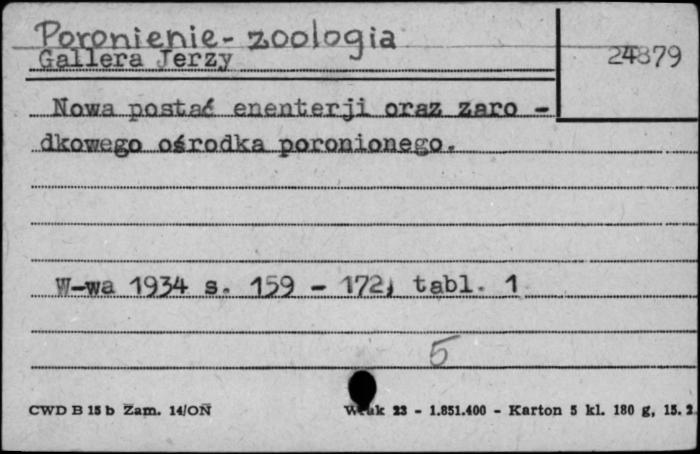 Poronienie - zoologia
Gallera Jerzy
24879
Nowa postać enenterji oraz zaro -
dkowego ośrodka poronionego.
W-wa 1934 s. 159 - 172, tabl. 1
5
CWD B 15 b Zam. 14/ON
23 - 1.851.400 - Karton 5 kl. 180 g, 15. 2.